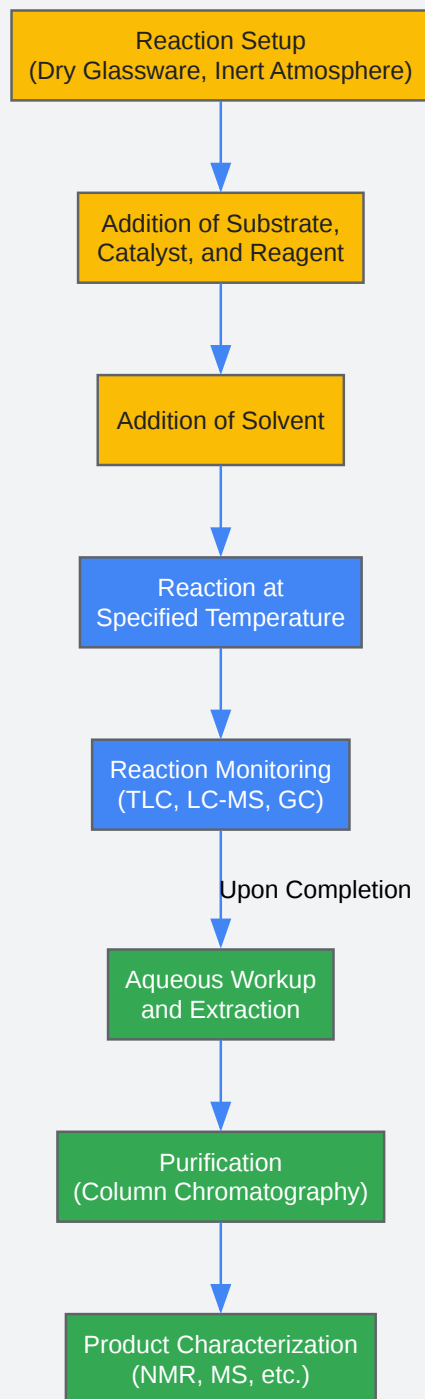 Reaction Setup
(Dry Glassware, Inert Atmosphere)
Addition of Substrate,
Catalyst, and Reagent
Addition of Solvent
Reaction at
Specified Temperature
Reaction Monitoring
(TLC, LC-MS, GC)
Upon Completion
Aqueous Workup
and Extraction
Purification
(Column Chromatography)
Product Characterization
(NMR, MS, etc.)